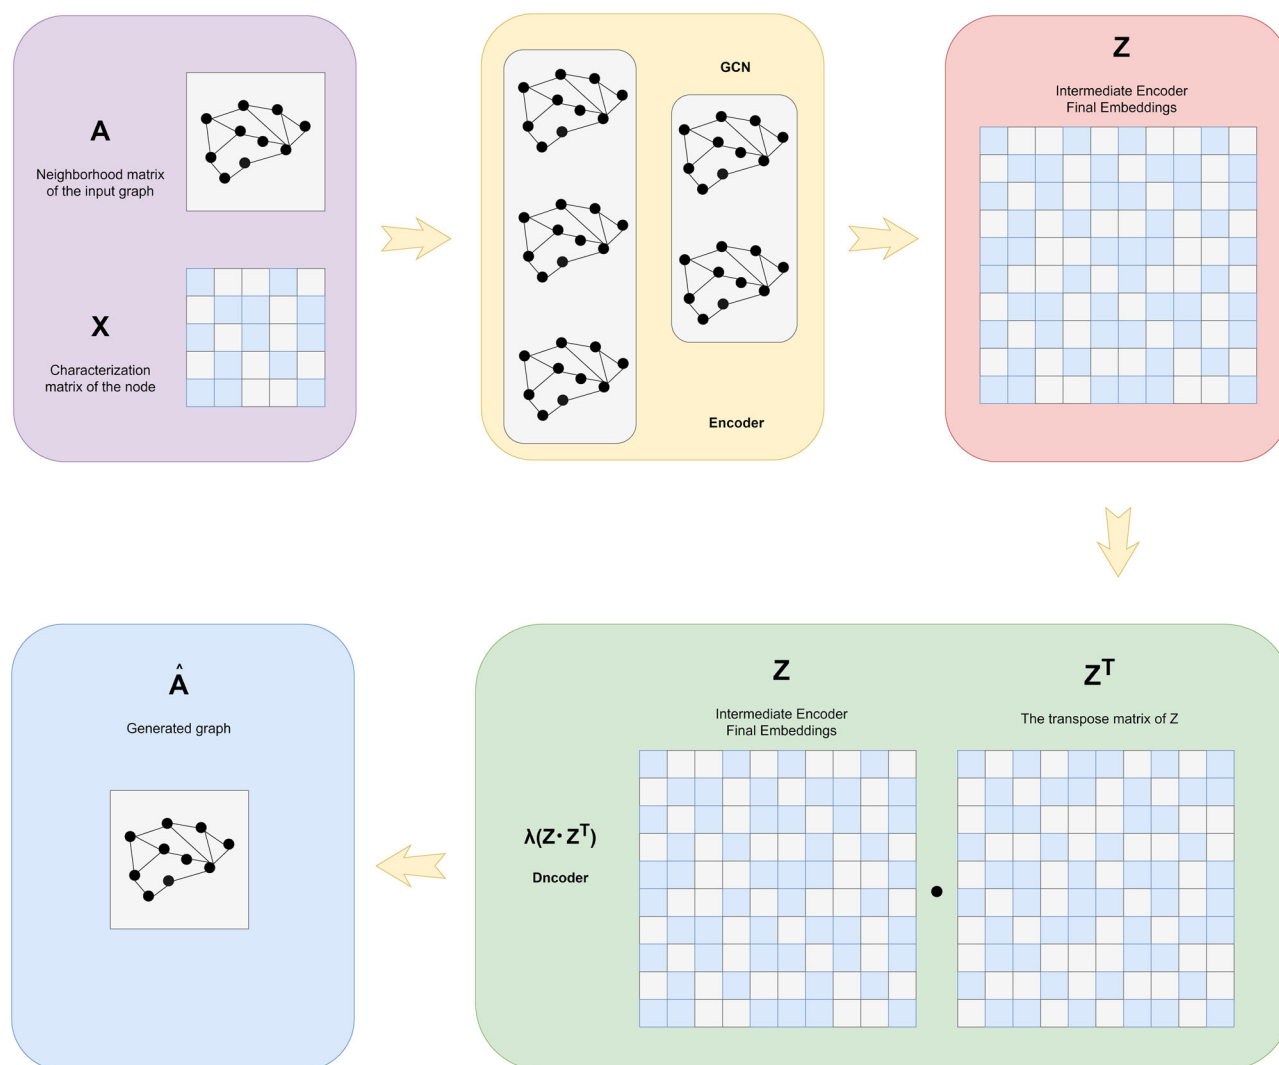 A
Neighborhood matrix
of the input graph
X
Characterization
matrix of the node
GCN
Encoder
Z
Intermediate Encoder
Final Embeddings
Â
Generated graph
λ(Z· Z^T)
Dncoder
Z
Intermediate Encoder
Final Embeddings
Z^T
The transpose matrix of Z